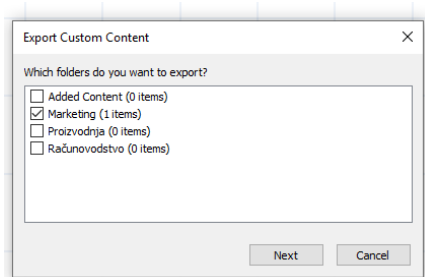 Export Custom Content
Which folders do you want to export?
Added Content (0 items)
Marketing (1 items)
Proizvodnja (0 items)
Računovodstvo (0 items)
Next Cancel